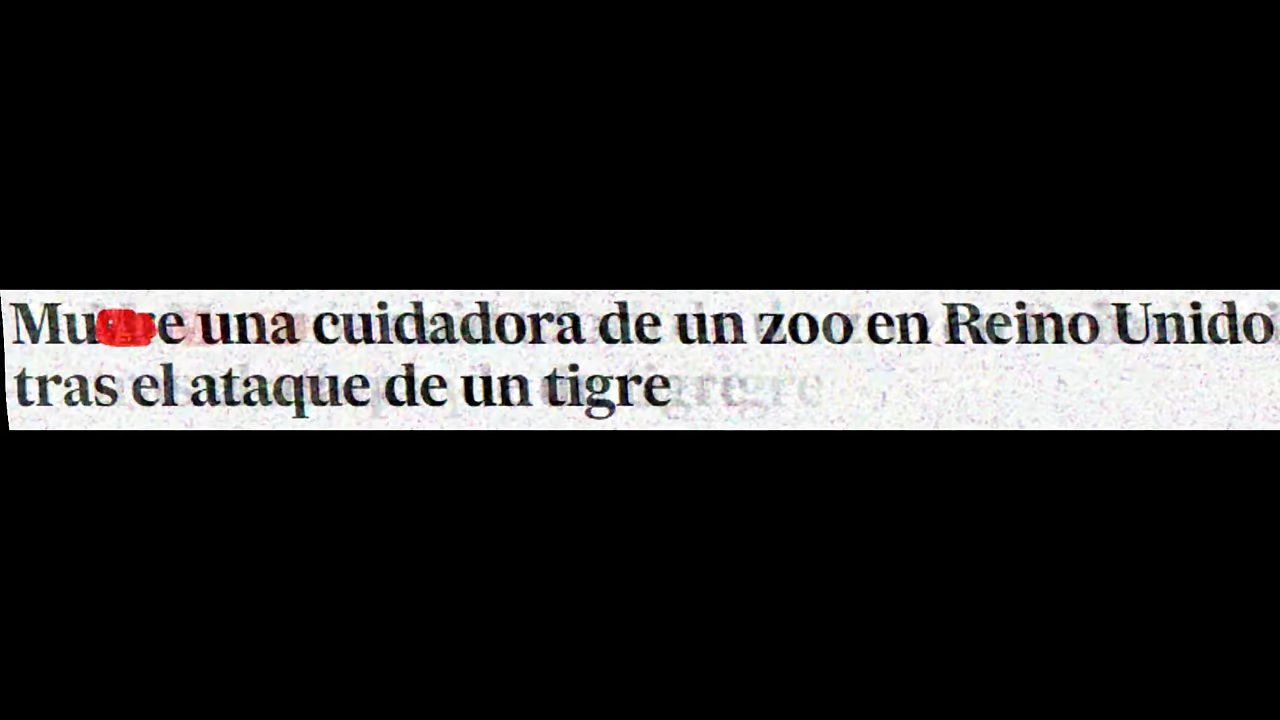 una cuidadora de un zoo en Reino Unido
tras el ataque de un tigre